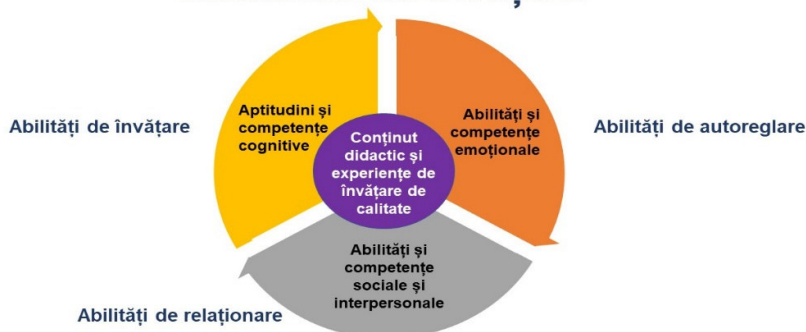 Aptitudini și
competențe
cognitive
Abilități și
competențe
emoționale
Abilități de învățare
Abilități de autoreglare
Conținut
didactic și
experiențe de
învățare de
calitate
Abilități și
competențe
sociale și
interpersonale
Abilități de relaționare